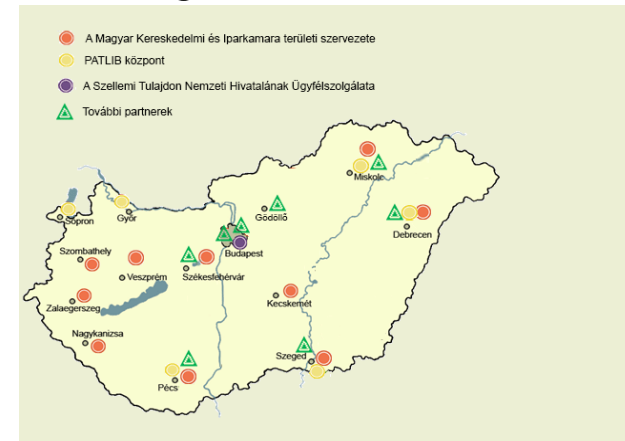 A Magyar Kereskedelmi és Iparkamara területi szervezete
PATLIB központ
A Szellemi Tulajdon Nemzeti Hivatalának Ügyfélszolgálata
További partnerek
Miskolc
Sopron
Győr
Gödöllő
Debrecen
Szombathely
Budapest
Veszprém
Székesfehérvár
Kecskemét
Zalaegerszeg
Nagykanizsa
Szeged
Pécs